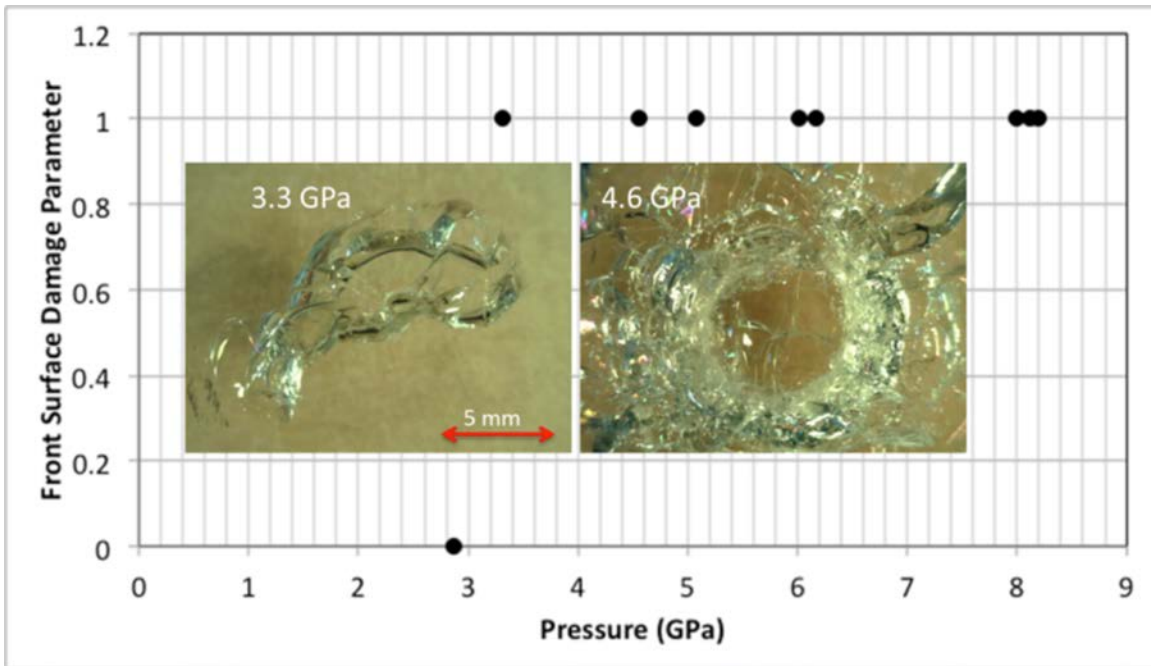 1.2
1
0.8
0.6
0.4
0.2
0
Front Surface Damage Parameter
3.3 GPa
4.6 GPa
5 mm
0 1 2 3 4 5 6 7 8 9
Pressure (GPa)